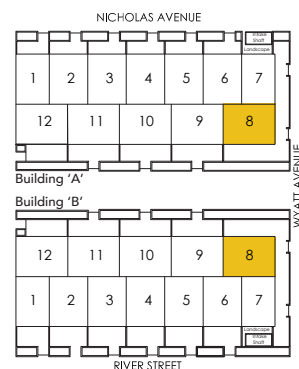 NICHOLAS AVENUE
Intake
Shaft
Landscape
1 2 3 4 5 6 7
12 11 10 9 8
Building ‘A’
WYATT AVENUE
Building ‘B’
12 11 10 9 8
1 2 3 4 5 6 7
Landscape
Intake
Shaft
RIVER STREET